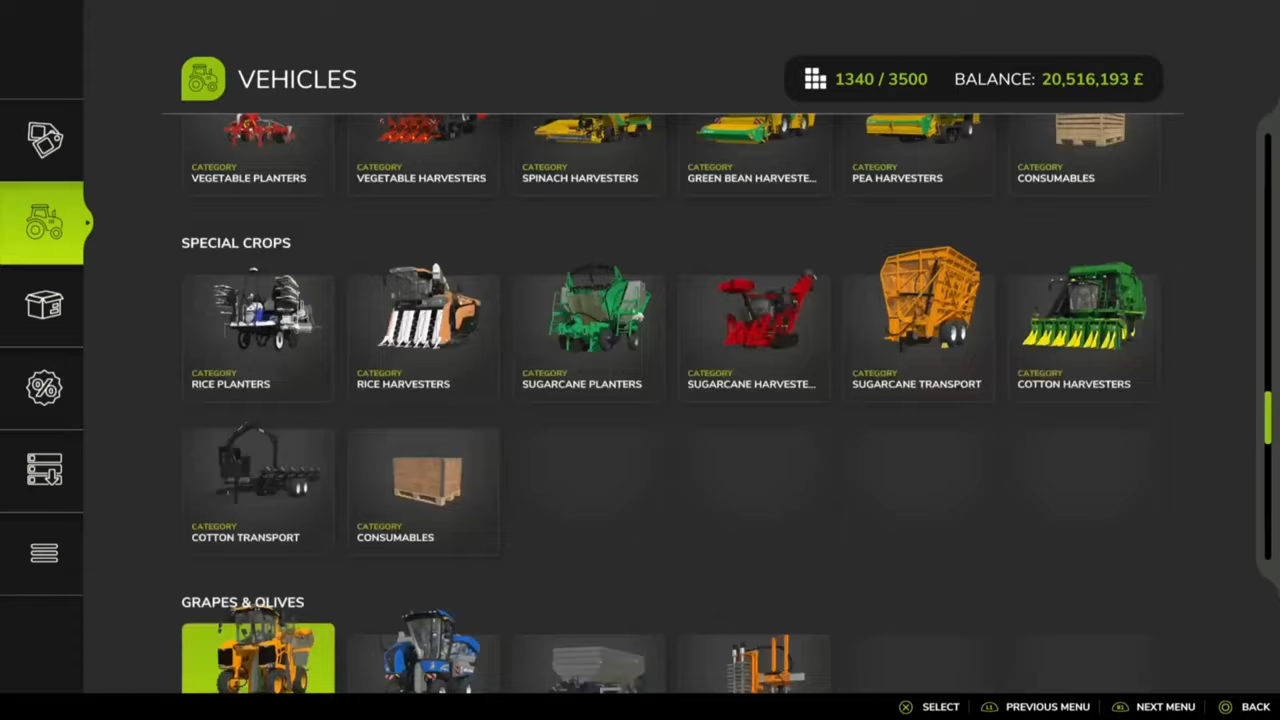 VEHICLES
1340 / 3500
BALANCE: 20,516,193 £
CATEGORY
VEGETABLE PLANTERS
CATEGORY
VEGETABLE HARVESTERS
CATEGORY
SPINACH HARVESTERS
CATEGORY
GREEN BEAN HARVESTE...
CATEGORY
PEA HARVESTERS
CATEGORY
CONSUMABLES
SPECIAL CROPS
CATEGORY
RICE PLANTERS
CATEGORY
RICE HARVESTERS
CATEGORY
SUGARCANE PLANTERS
CATEGORY
SUGARCANE HARVESTE...
CATEGORY
SUGARCANE TRANSPORT
CATEGORY
COTTON HARVESTERS
CATEGORY
COTTON TRANSPORT
CATEGORY
CONSUMABLES
GRAPES & OLIVES
SELECT
L1 PREVIOUS MENU
R1 NEXT MENU
BACK